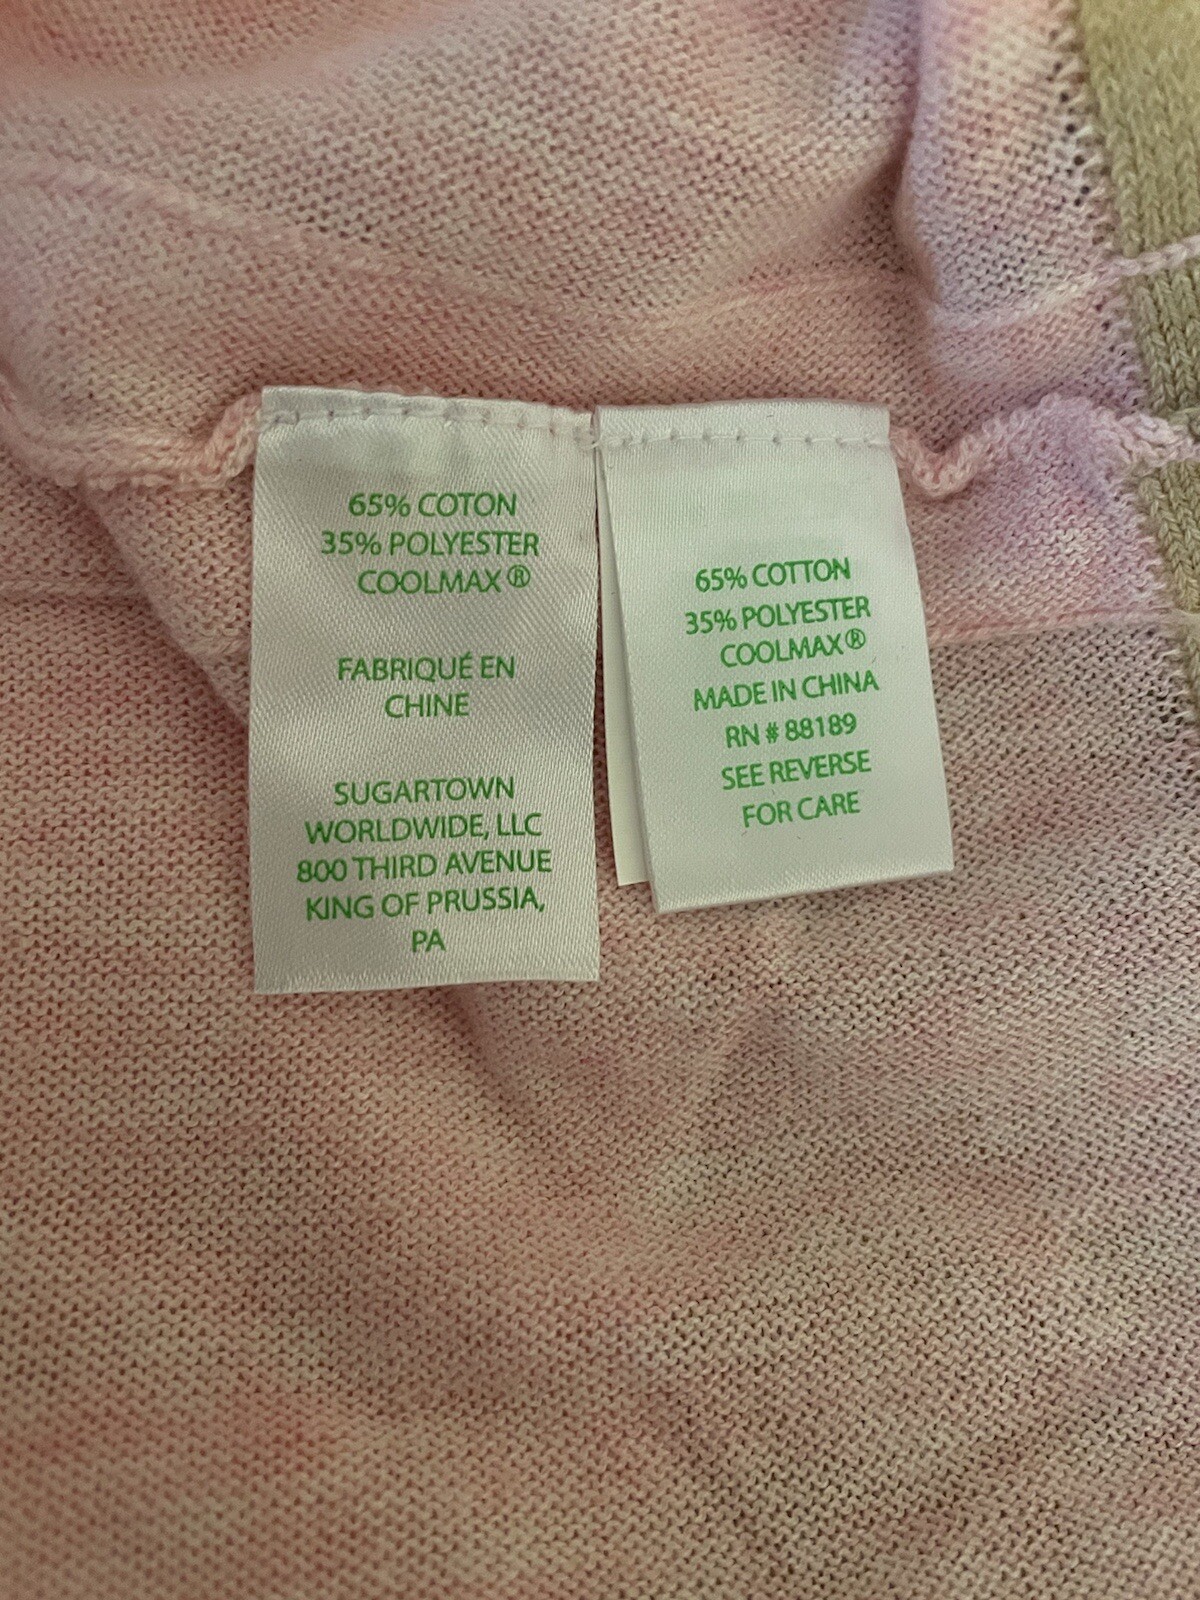 65% COTON
35% POLYESTER
COOLMAX®
FABRIQUÉ EN
CHINE
SUGARTOWN
WORLDWIDE, LLC
800 THIRD AVENUE
KING OF PRUSSIA,
PA
65% COTTON
35% POLYESTER
COOLMAX®
MADE IN CHINA
RN # 88189
SEE REVERSE
FOR CARE